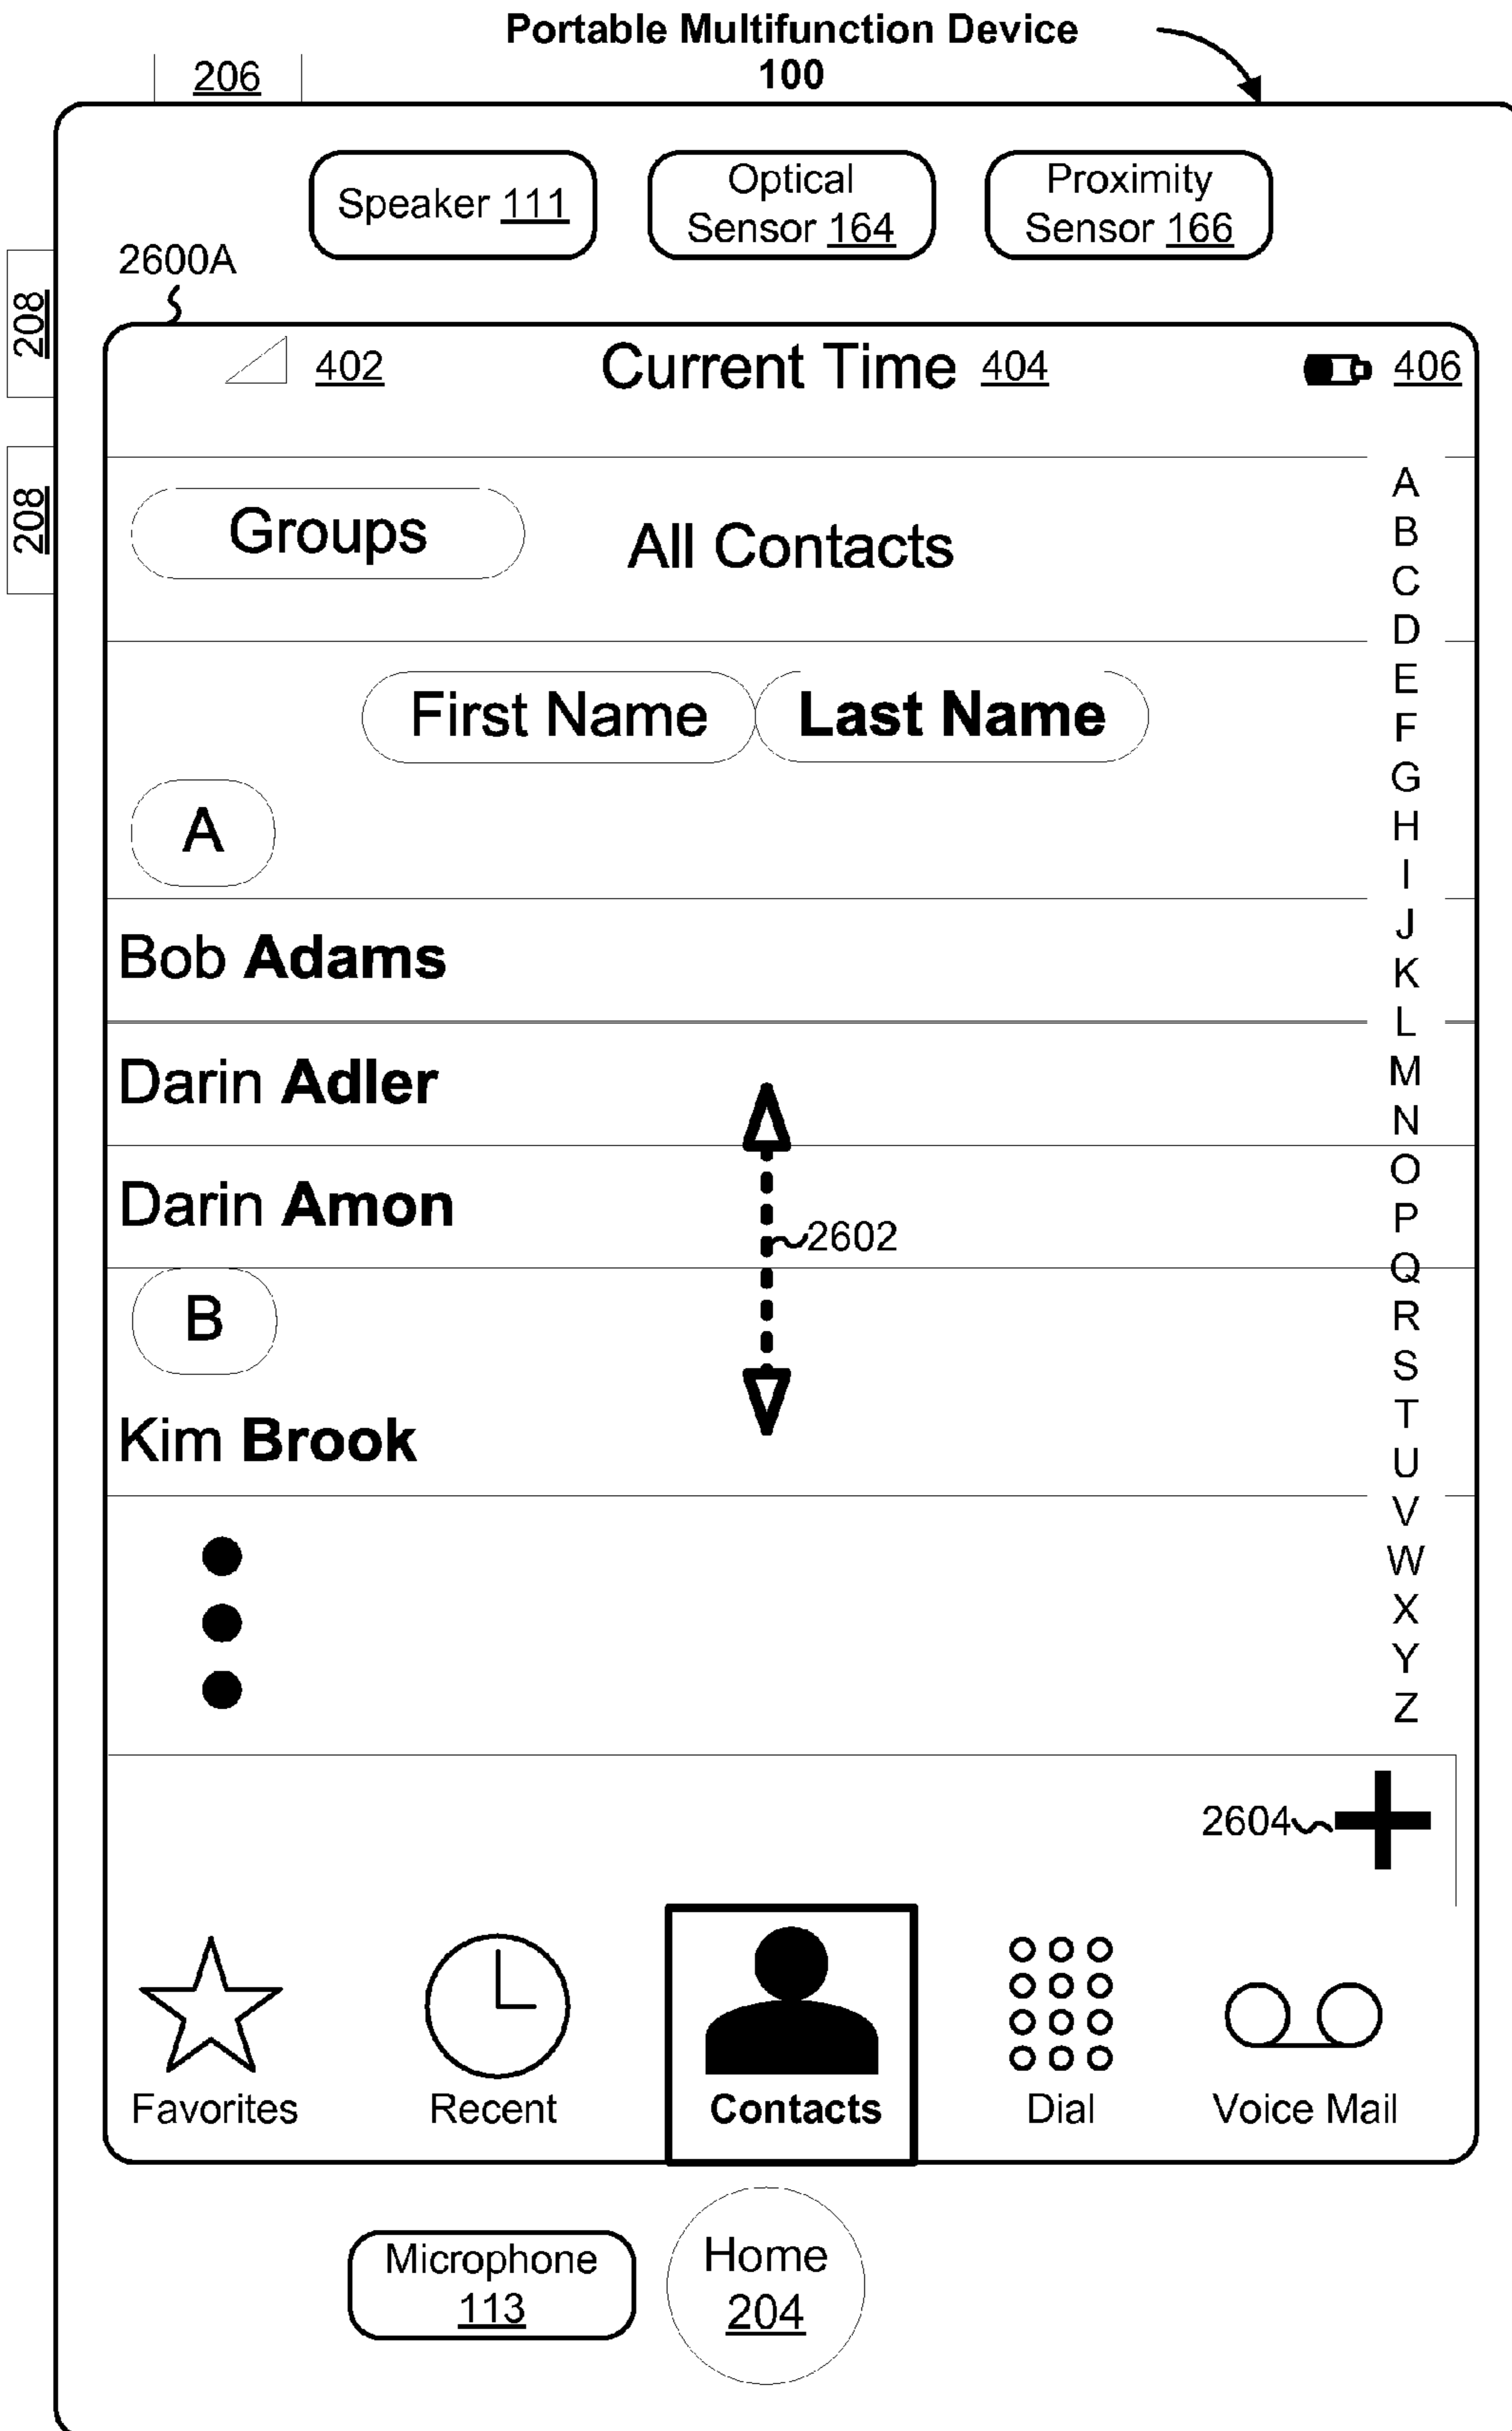 Portable Multifunction Device
100
206
Speaker 111
Optical
Sensor 164
Proximity
Sensor 166
2600A
208
208
402
Current Time 404
406
Groups
All Contacts
First Name
Last Name
A
Bob Adams
Darin Adler
Darin Amon
2602
B
Kim Brook
A
B
C
D
E
F
G
H
I
J
K
L
M
N
O
P
Q
R
S
T
U
V
W
X
Y
Z
2604
Favorites
Recent
Contacts
Dial
Voice Mail
Microphone
113
Home
204